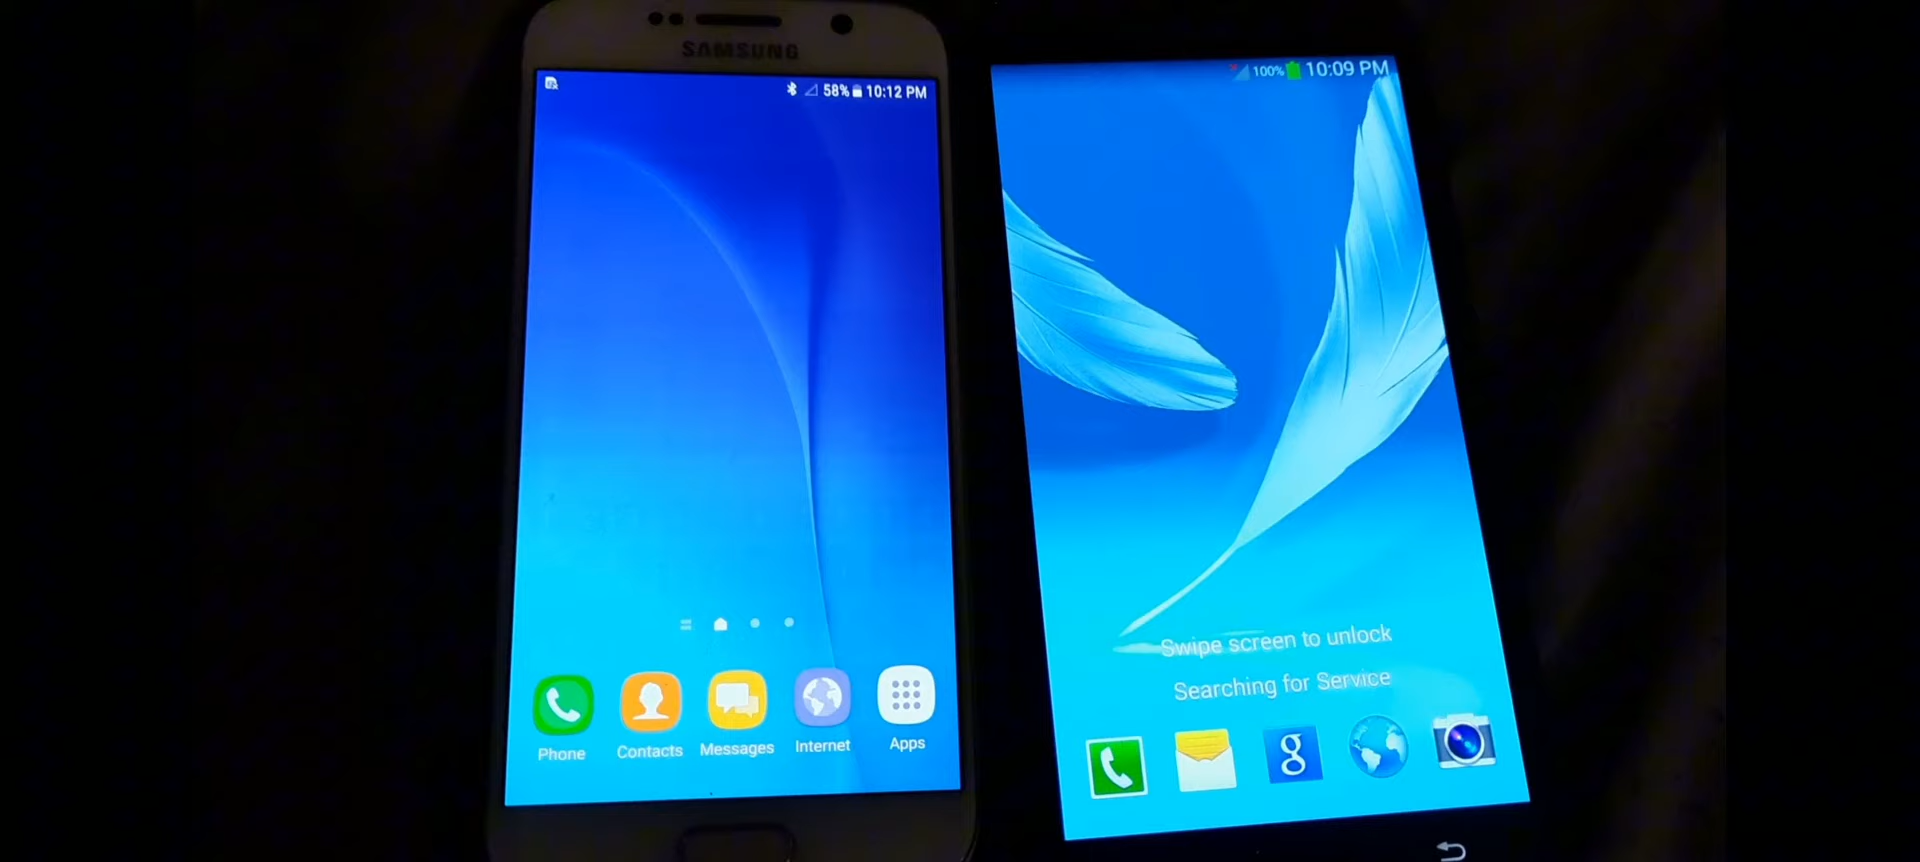 SAMSUNG
58% 10:12 PM
Phone
Contacts
Messages
Internet
Apps
100% 10:09 PM
Swipe screen to unlock
Searching for Service
g